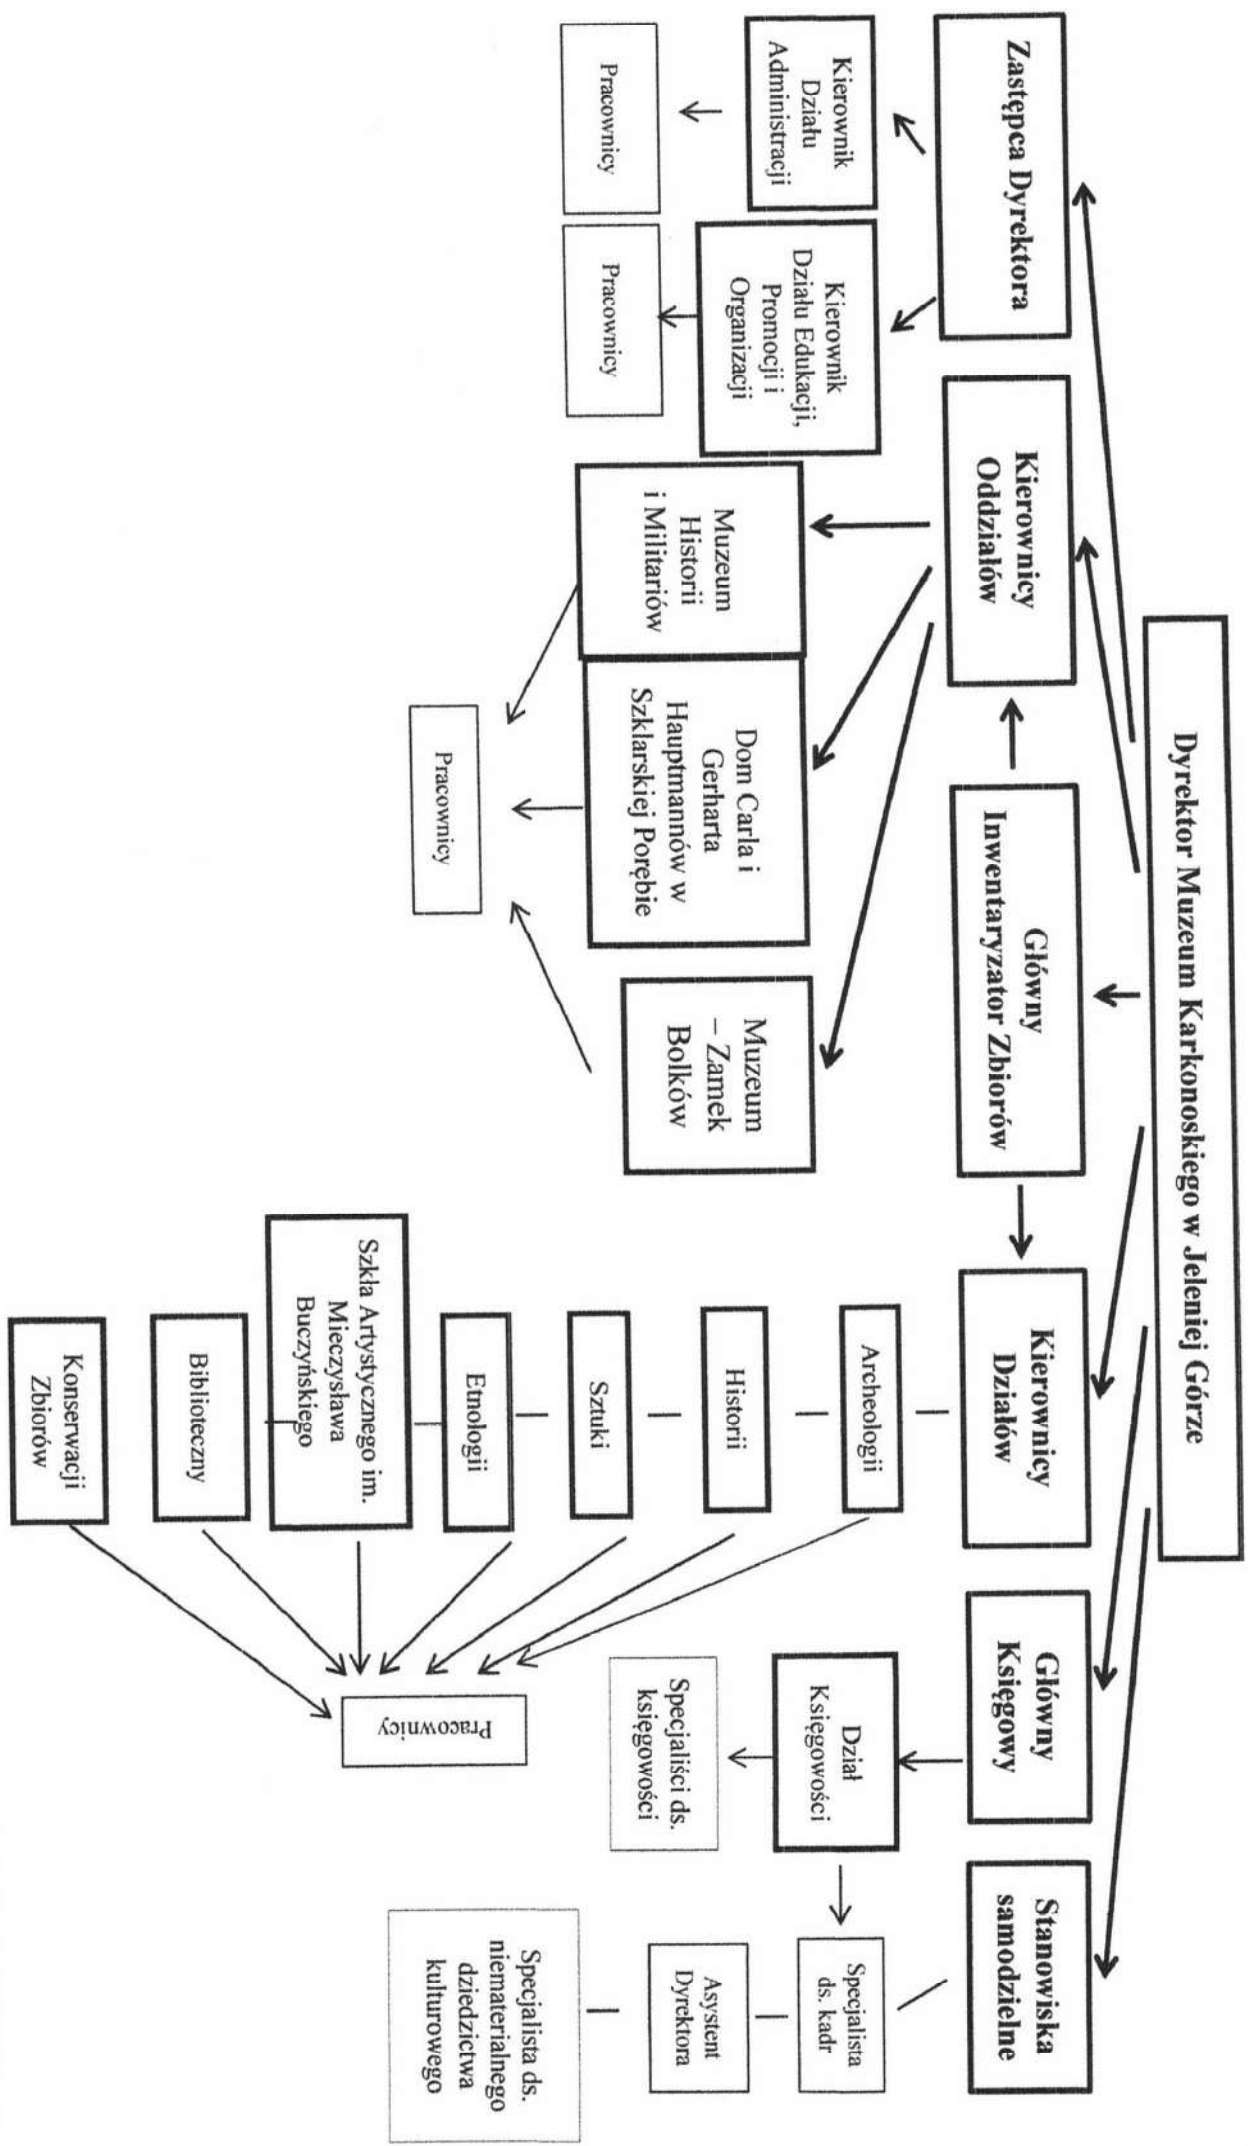 Dyrektor Muzeum Karkonoskiego w Jeleniej Górze
Zastępca Dyrektora
Kierownicy
Oddziałów
Główny
Inwentaryzator Zbiorów
Kierownicy
Działów
Główny
Księgowy
Stanowiska
samodzielne
Kierownik
Działu
Administracji
Kierownik
Działu Edukacji,
Promocji i
Organizacji
Pracownicy
Pracownicy
Muzeum
Historii
i Militariów
Dom Carla i
Gerharta
Hauptmannów w
Szklarskiej Porębie
Muzeum
– Zamek
Bolków
Pracownicy
Archeologii
Historii
Sztuki
Etnologii
Szkła Artystycznego im.
Mieczysława
Buczyńskiego
Biblioteczny
Konserwacji
Zbiorów
Pracownicy
Dział
Księgowości
Specjaliści ds.
księgowości
Specjalista
ds. kadr
Asystent
Dyrektora
Specjalista ds.
niematerialnego
dziedzictwa
kulturowego